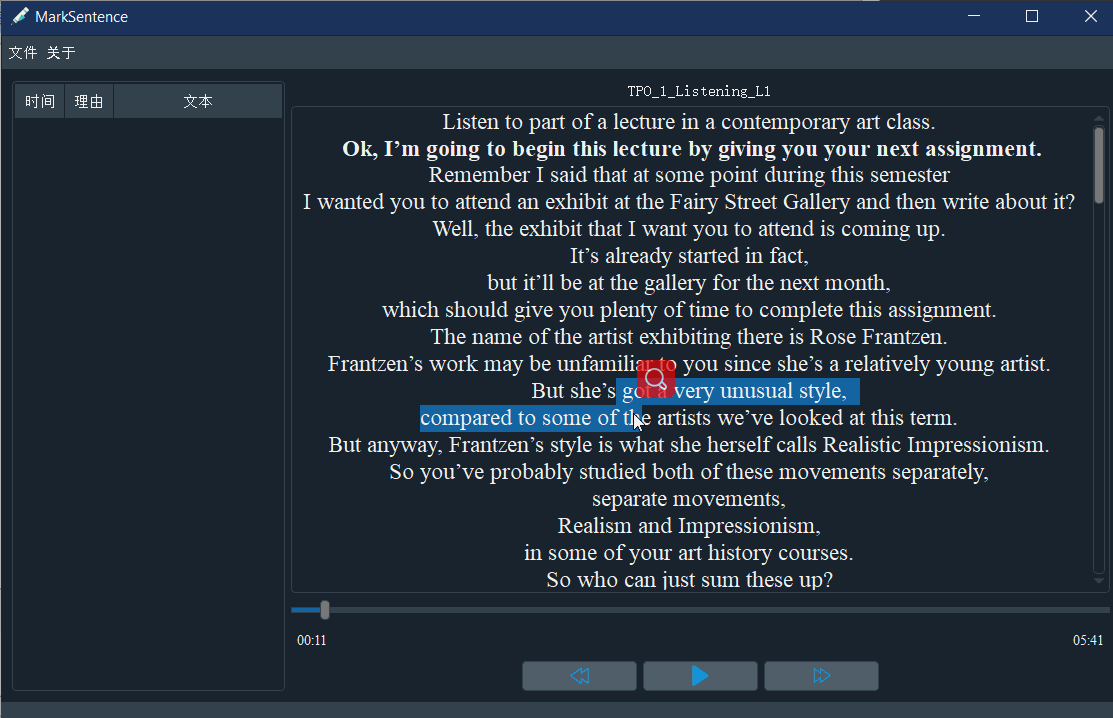 MarkSentence
文件 关于
时间 理由 文本
TPO_1_Listening_L1
Listen to part of a lecture in a contemporary art class.
Ok, I’m going to begin this lecture by giving you your next assignment.
Remember I said that at some point during this semester
I wanted you to attend an exhibit at the Fairy Street Gallery and then write about it?
Well, the exhibit that I want you to attend is coming up.
It’s already started in fact,
but it’ll be at the gallery for the next month,
which should give you plenty of time to complete this assignment.
The name of the artist exhibiting there is Rose Frantzen.
Frantzen’s work may be unfamiliar to you since she’s a relatively young artist.
But she’s got a very unusual style,
compared to some of the artists we’ve looked at this term.
But anyway, Frantzen’s style is what she herself calls Realistic Impressionism.
So you’ve probably studied both of these movements separately,
separate movements,
Realism and Impressionism,
in some of your art history courses.
So who can just sum these up?
00:11
05:41